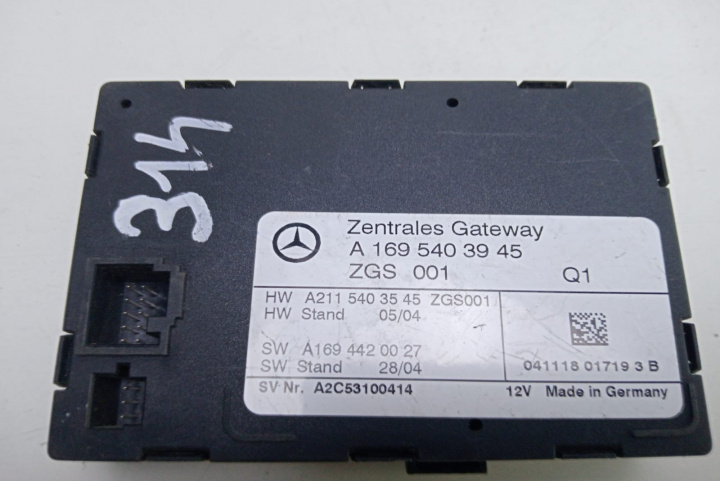 314
Zentrales Gateway
A 169 540 39 45
ZGS 001 Q1
HW A211 540 35 45 ZGS001
HW Stand 05/04
SW A169 442 00 27
SW Stand 28/04
041118 01719 3 B
SV Nr. A2C53100414 12V Made in Germany